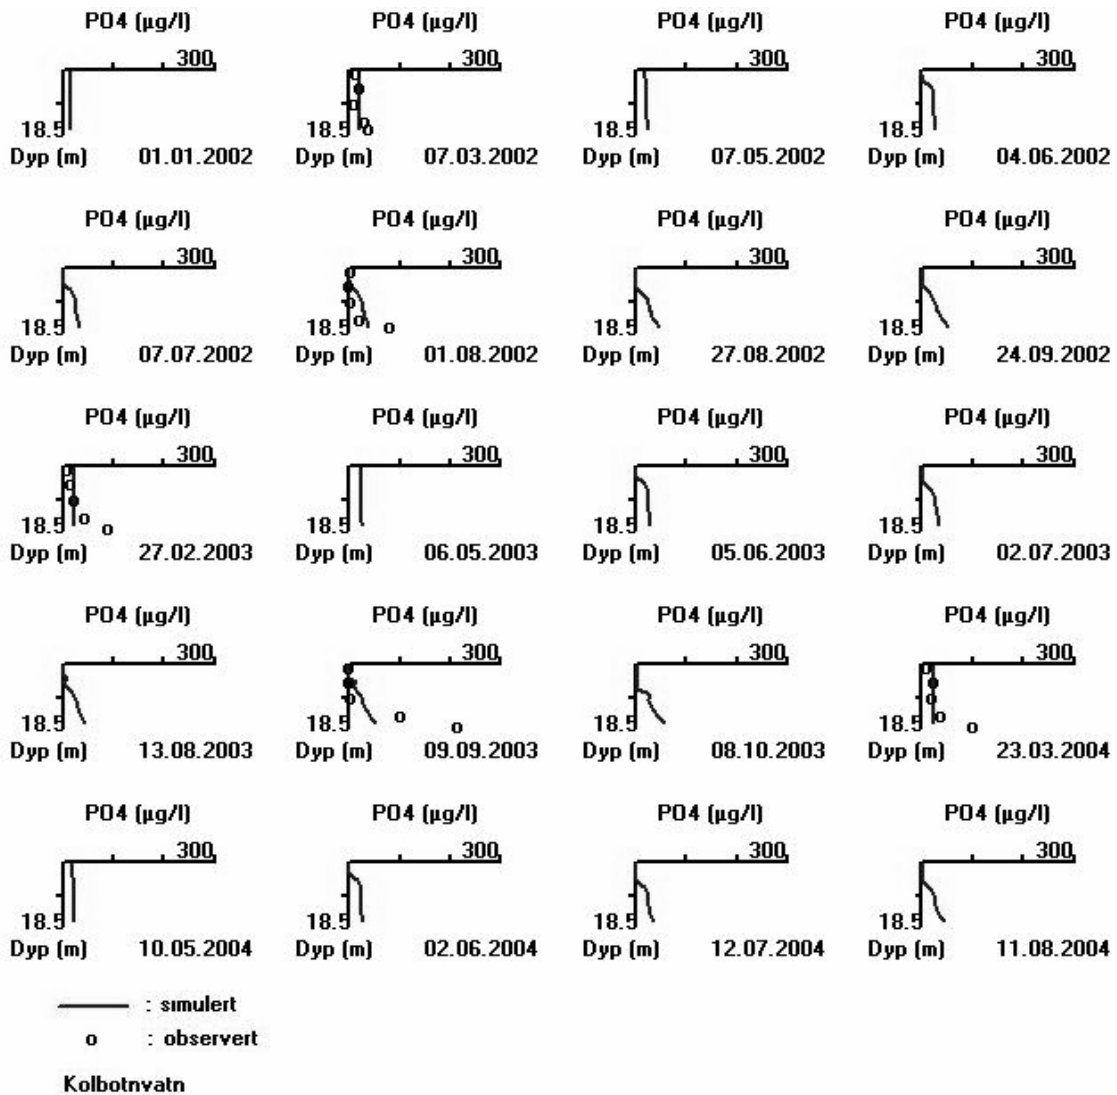 PO4 (µg/l) PO4 (µg/l) PO4 (µg/l) PO4 (µg/l)
300 300 300 300
18.5 18.5 18.5 18.5
Dyp (m) 01.01.2002 Dyp (m) 07.03.2002 Dyp (m) 07.05.2002 Dyp (m) 04.06.2002
PO4 (µg/l) PO4 (µg/l) PO4 (µg/l) PO4 (µg/l)
300 300 300 300
18.5 18.5 18.5 18.5
Dyp (m) 07.07.2002 Dyp (m) 01.08.2002 Dyp (m) 27.08.2002 Dyp (m) 24.09.2002
PO4 (µg/l) PO4 (µg/l) PO4 (µg/l) PO4 (µg/l)
300 300 300 300
18.5 18.5 18.5 18.5
Dyp (m) 27.02.2003 Dyp (m) 06.05.2003 Dyp (m) 05.06.2003 Dyp (m) 02.07.2003
PO4 (µg/l) PO4 (µg/l) PO4 (µg/l) PO4 (µg/l)
300 300 300 300
18.5 18.5 18.5 18.5
Dyp (m) 13.08.2003 Dyp (m) 09.09.2003 Dyp (m) 08.10.2003 Dyp (m) 23.03.2004
PO4 (µg/l) PO4 (µg/l) PO4 (µg/l) PO4 (µg/l)
300 300 300 300
18.5 18.5 18.5 18.5
Dyp (m) 10.05.2004 Dyp (m) 02.06.2004 Dyp (m) 12.07.2004 Dyp (m) 11.08.2004
: simulert
o : observert
Kolbotnvatn